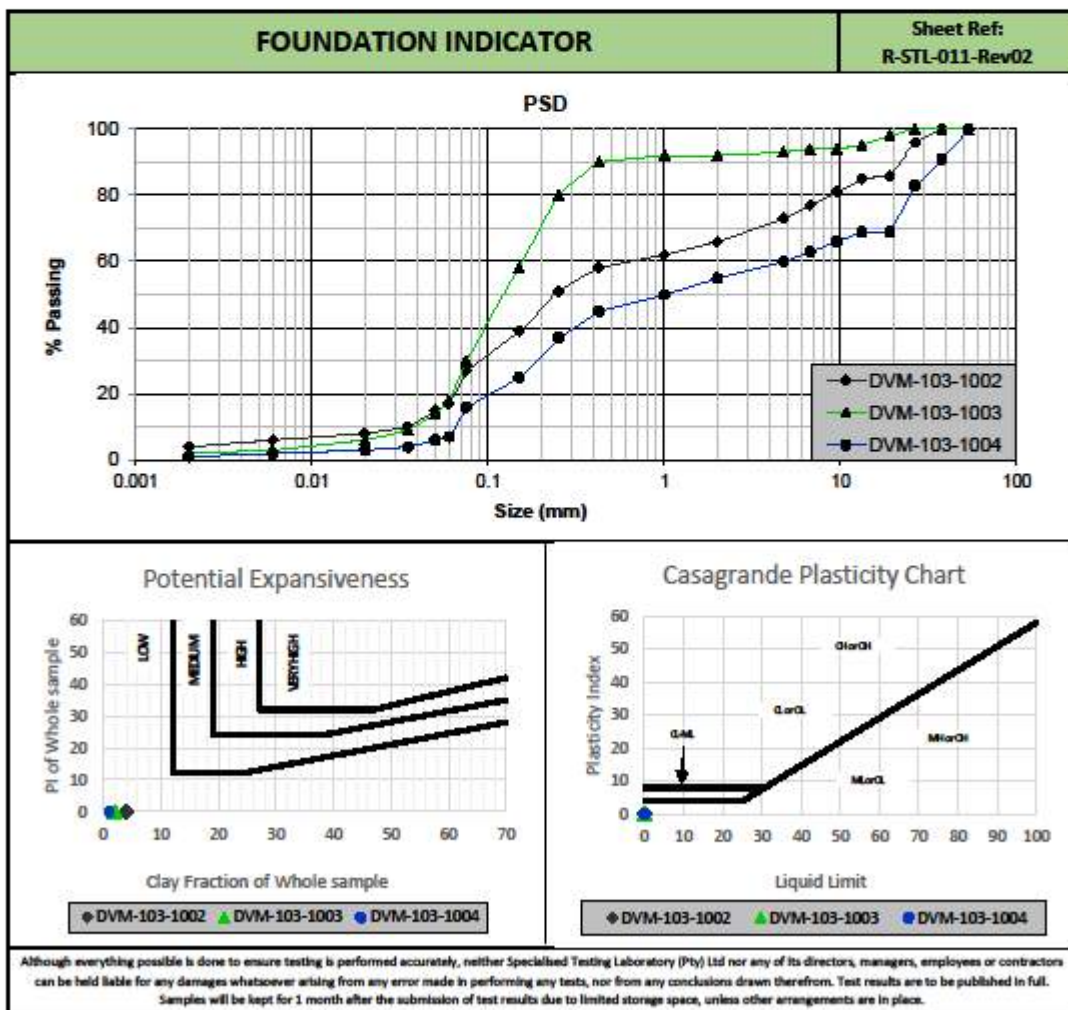 FOUNDATION INDICATOR
Sheet Ref:
R-STL-011-Rev02
PSD
100
80
60
40
20
0
% Passing
0.001
0.01
0.1
1
10
100
Size (mm)
DVM-103-1002
DVM-103-1003
DVM-103-1004
Potential Expansiveness
60
50
40
30
20
10
0
PI of Whole sample
LOW
MEDIUM
HIGH
VERY HIGH
0 10 20 30 40 50 60 70
Clay Fraction of Whole sample
DVM-103-1002 DVM-103-1003 DVM-103-1004
Casagrande Plasticity Chart
60
50
40
30
20
10
0
Plasticity Index
0 10 20 30 40 50 60 70 80 90 100
Liquid Limit
DVM-103-1002 DVM-103-1003 DVM-103-1004
Although everything possible is done to ensure testing is performed accurately, neither Specialised Testing Laboratory (Pty) Ltd nor any of its directors, managers, employees or contractors
can be held liable for any damages whatsoever arising from any error made in performing any tests, nor from any conclusions drawn therefrom. Test results are to be published in full.
Samples will be kept for 1 month after the submission of test results due to limited storage space, unless other arrangements are in place.